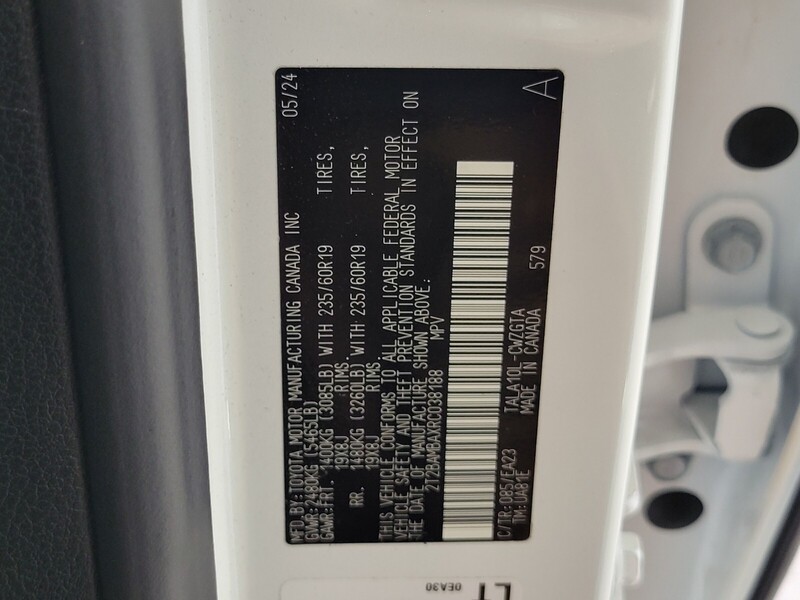 MFD.BY:TOYOTA MOTOR MANUFACTURING CANADA INC 05/24
GVWR:2480KG (5465LB)
GAWR:FRT. 1400KG (3085LB) WITH 235/60R19 TIRES,
19X8J RIMS.
RR. 1480KG (3260LB) WITH 235/60R19 TIRES,
19X8J RIMS.
THIS VEHICLE CONFORMS TO ALL APPLICABLE FEDERAL MOTOR
VEHICLE SAFETY AND THEFT PREVENTION STANDARDS IN EFFECT ON
THE DATE OF MANUFACTURE SHOWN ABOVE.
2T2BAMBAXRC038188 MPV
C/TR:085/EA23 TALA10L-CWZGTA 579 A
TM:UA81E MADE IN CANADA
0EA30